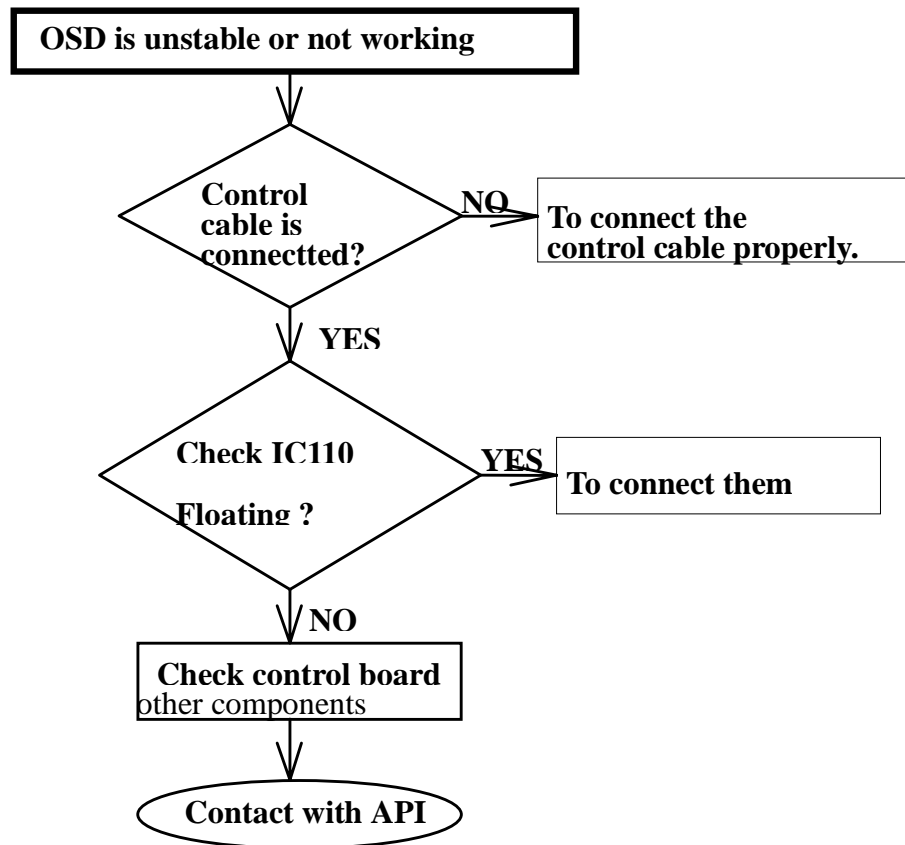 OSD is unstable or not working
Control
cable is
connectted?
NO
To connect the
control cable properly.
YES
Check IC110
Floating ?
YES
To connect them
NO
Check control board
other components
Contact with API